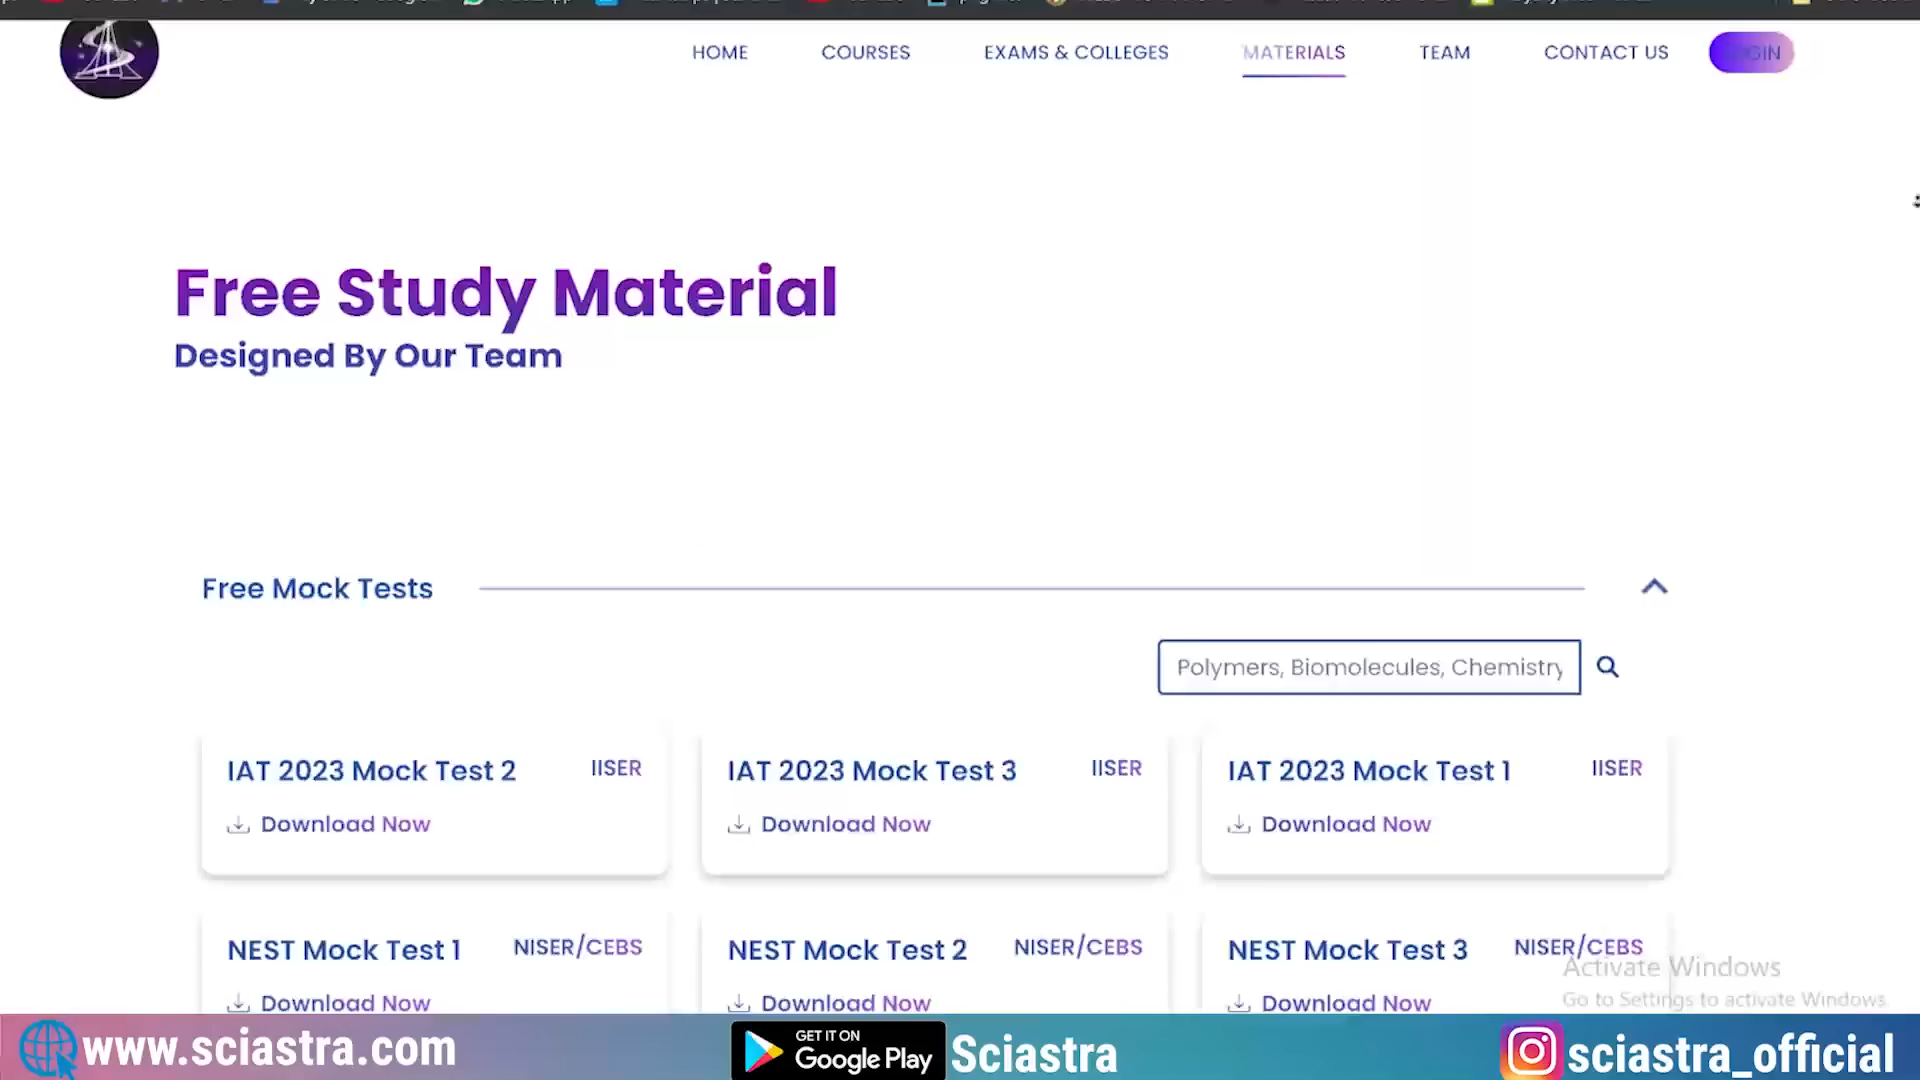 HOME COURSES EXAMS & COLLEGES MATERIALS TEAM CONTACT US LOGIN
Free Study Material
Designed By Our Team
Free Mock Tests
Polymers, Biomolecules, Chemistry
IAT 2023 Mock Test 2 IISER
Download Now
IAT 2023 Mock Test 3 IISER
Download Now
IAT 2023 Mock Test 1 IISER
Download Now
NEST Mock Test 1 NISER/CEBS
Download Now
NEST Mock Test 2 NISER/CEBS
Download Now
NEST Mock Test 3 NISER/CEBS
Download Now
Activate Windows
Go to Settings to activate Windows.
www.sciastra.com
GET IT ON
Google Play
Sciastra
sciastra_official